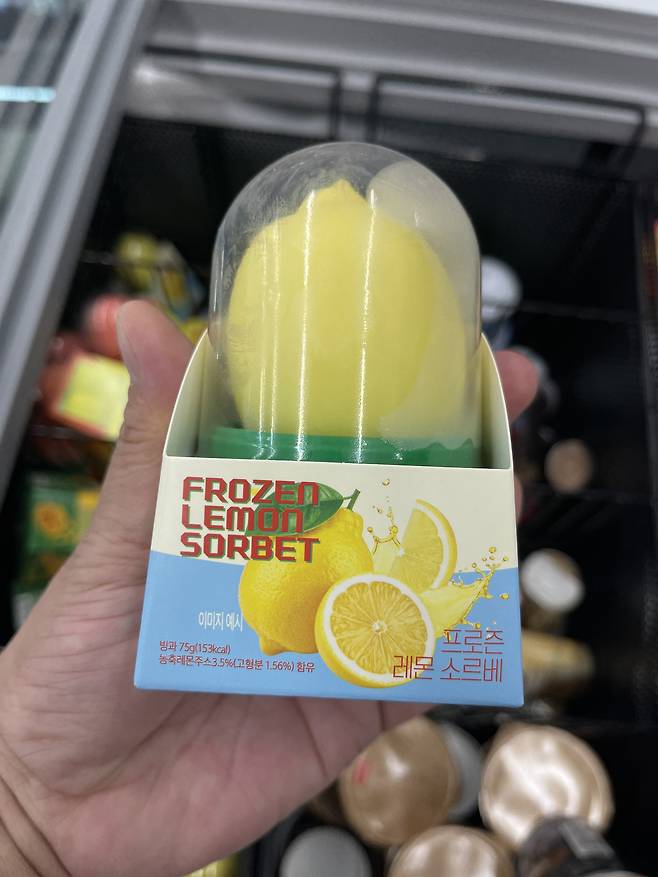 FROZEN
LEMON
SORBET
이미지 예시
프로즌
레몬 소르베
빙과 75g(153kcal)
농축레몬주스3.5%(고형분 1.56%) 함유